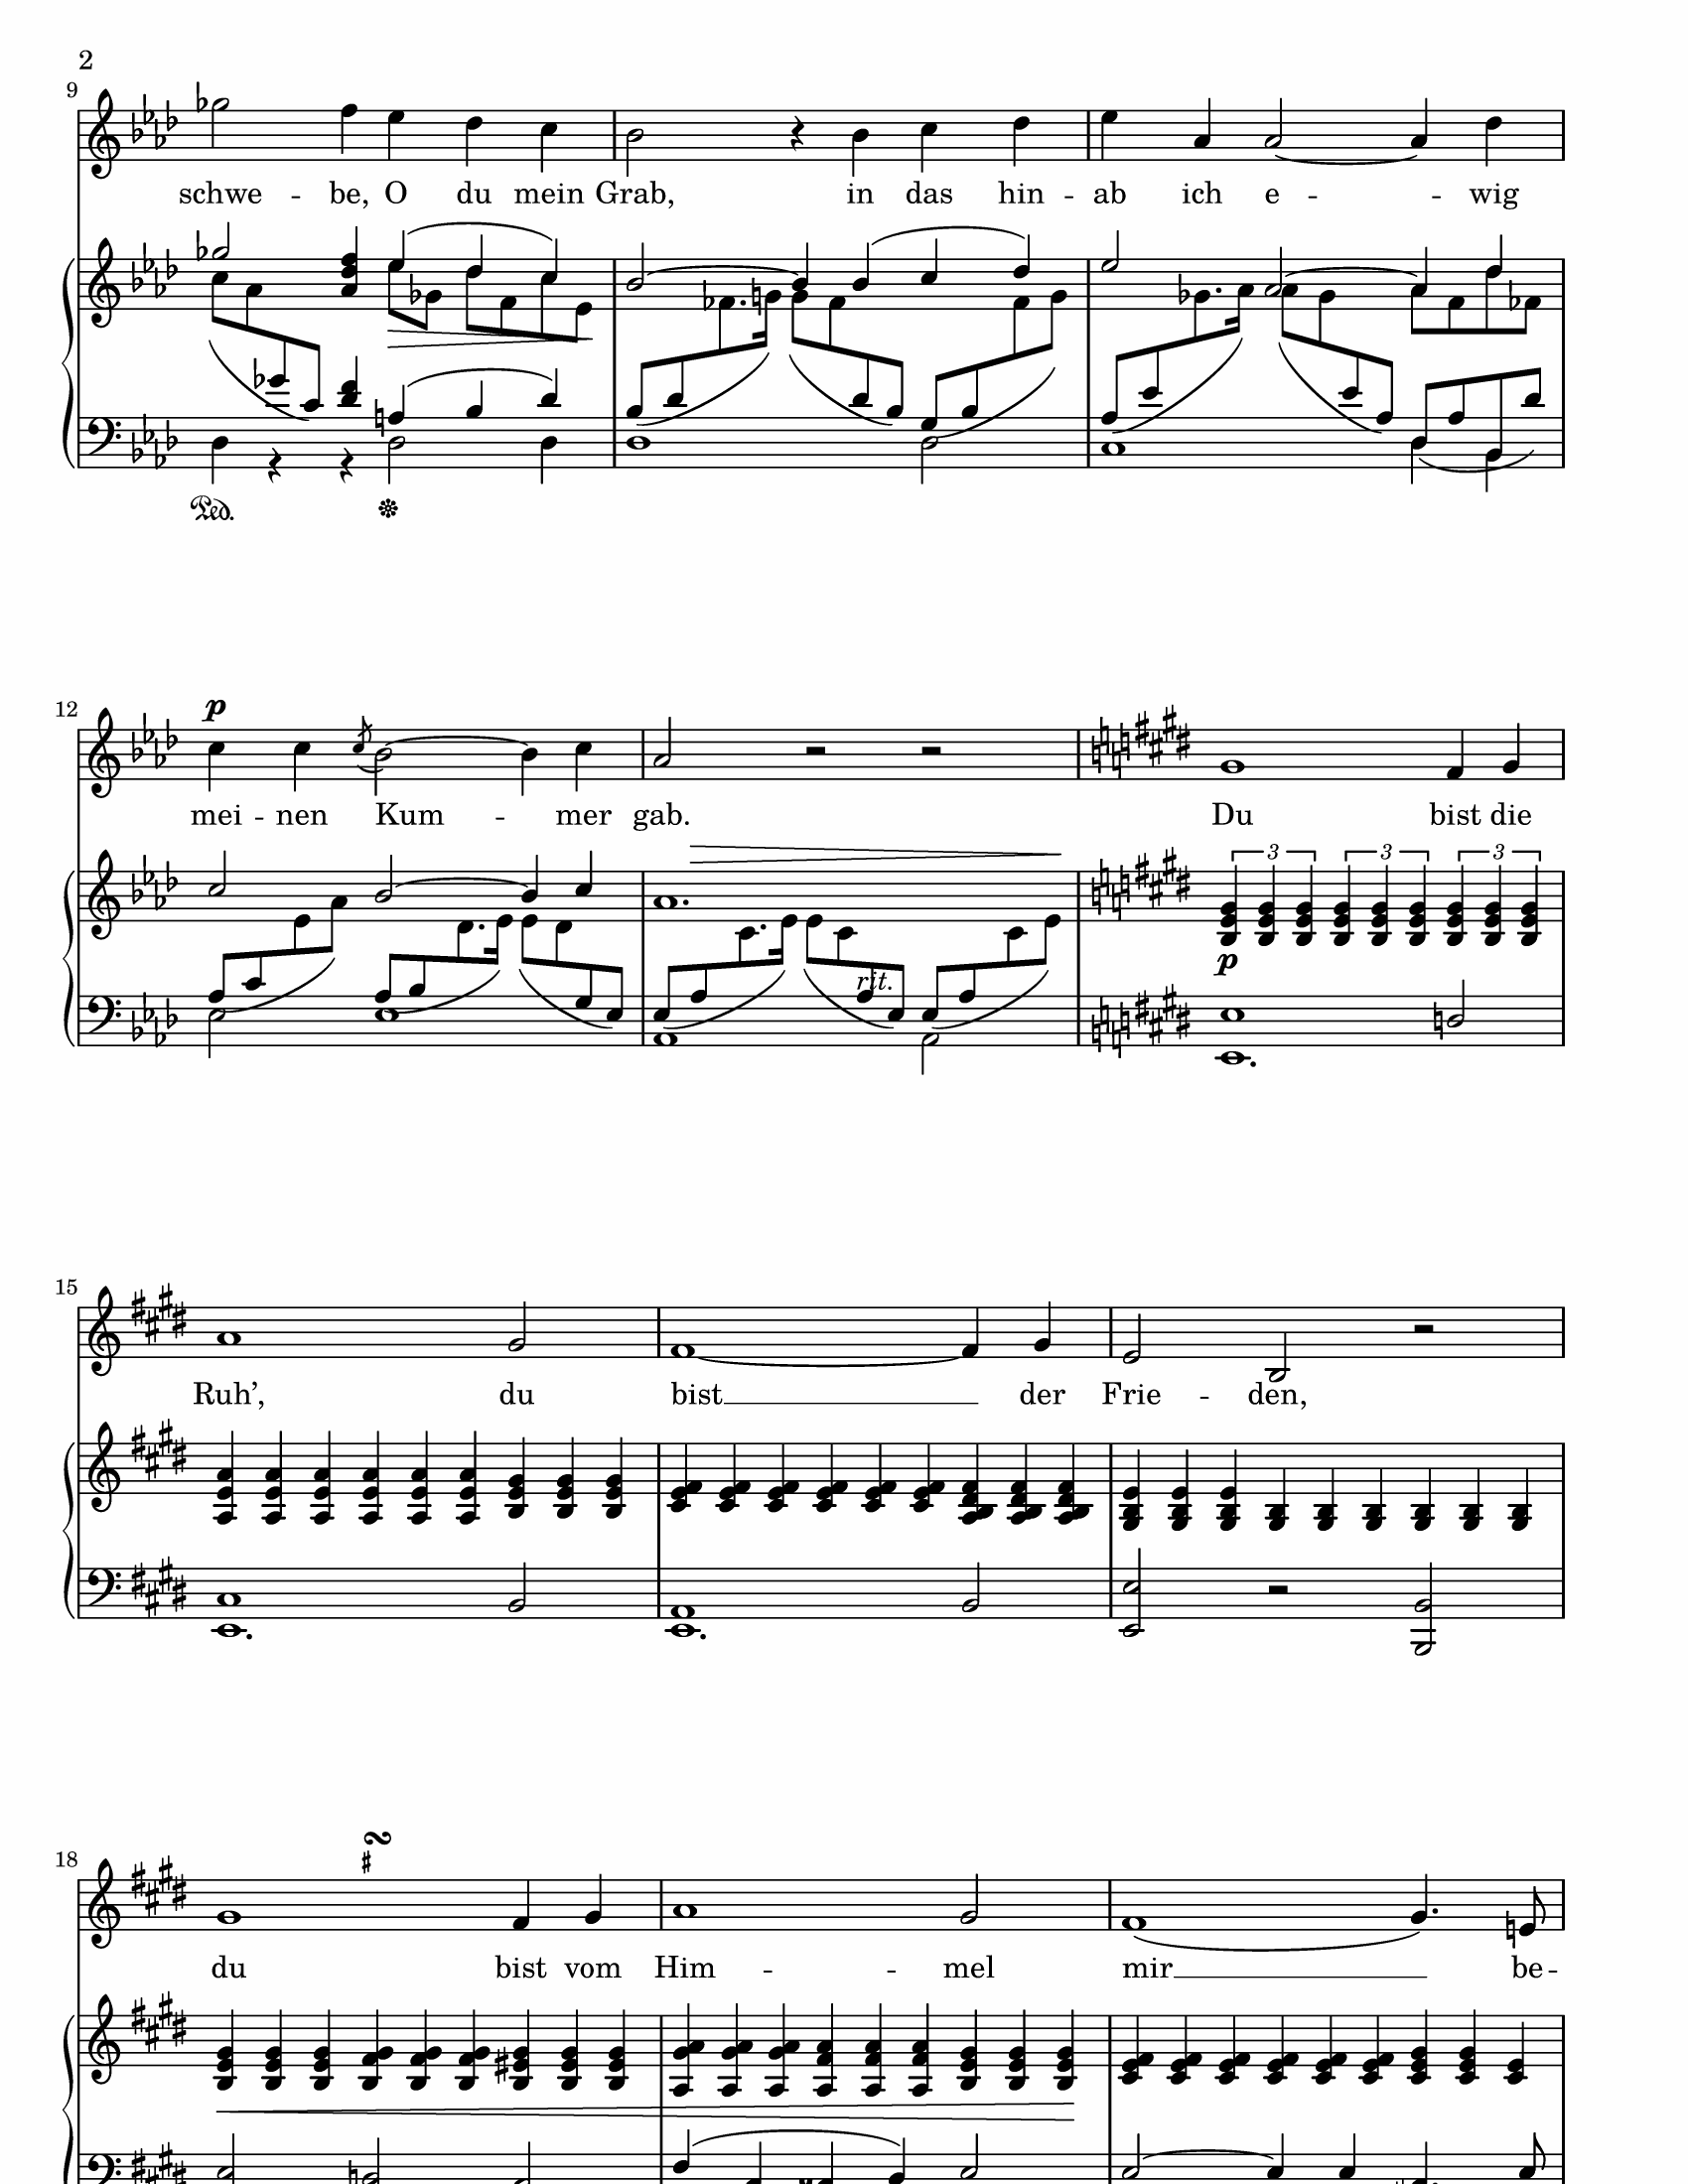 2
9
schwe -- be, O du mein Grab, in das hin -- ab ich e -- wig
12
p
mei -- nen Kum -- mer gab. Du bist die
3 3 3
rit.
p
15
Ruh’, du bist __ der Frie -- den,
18
du bist vom Him -- mel mir __ be --